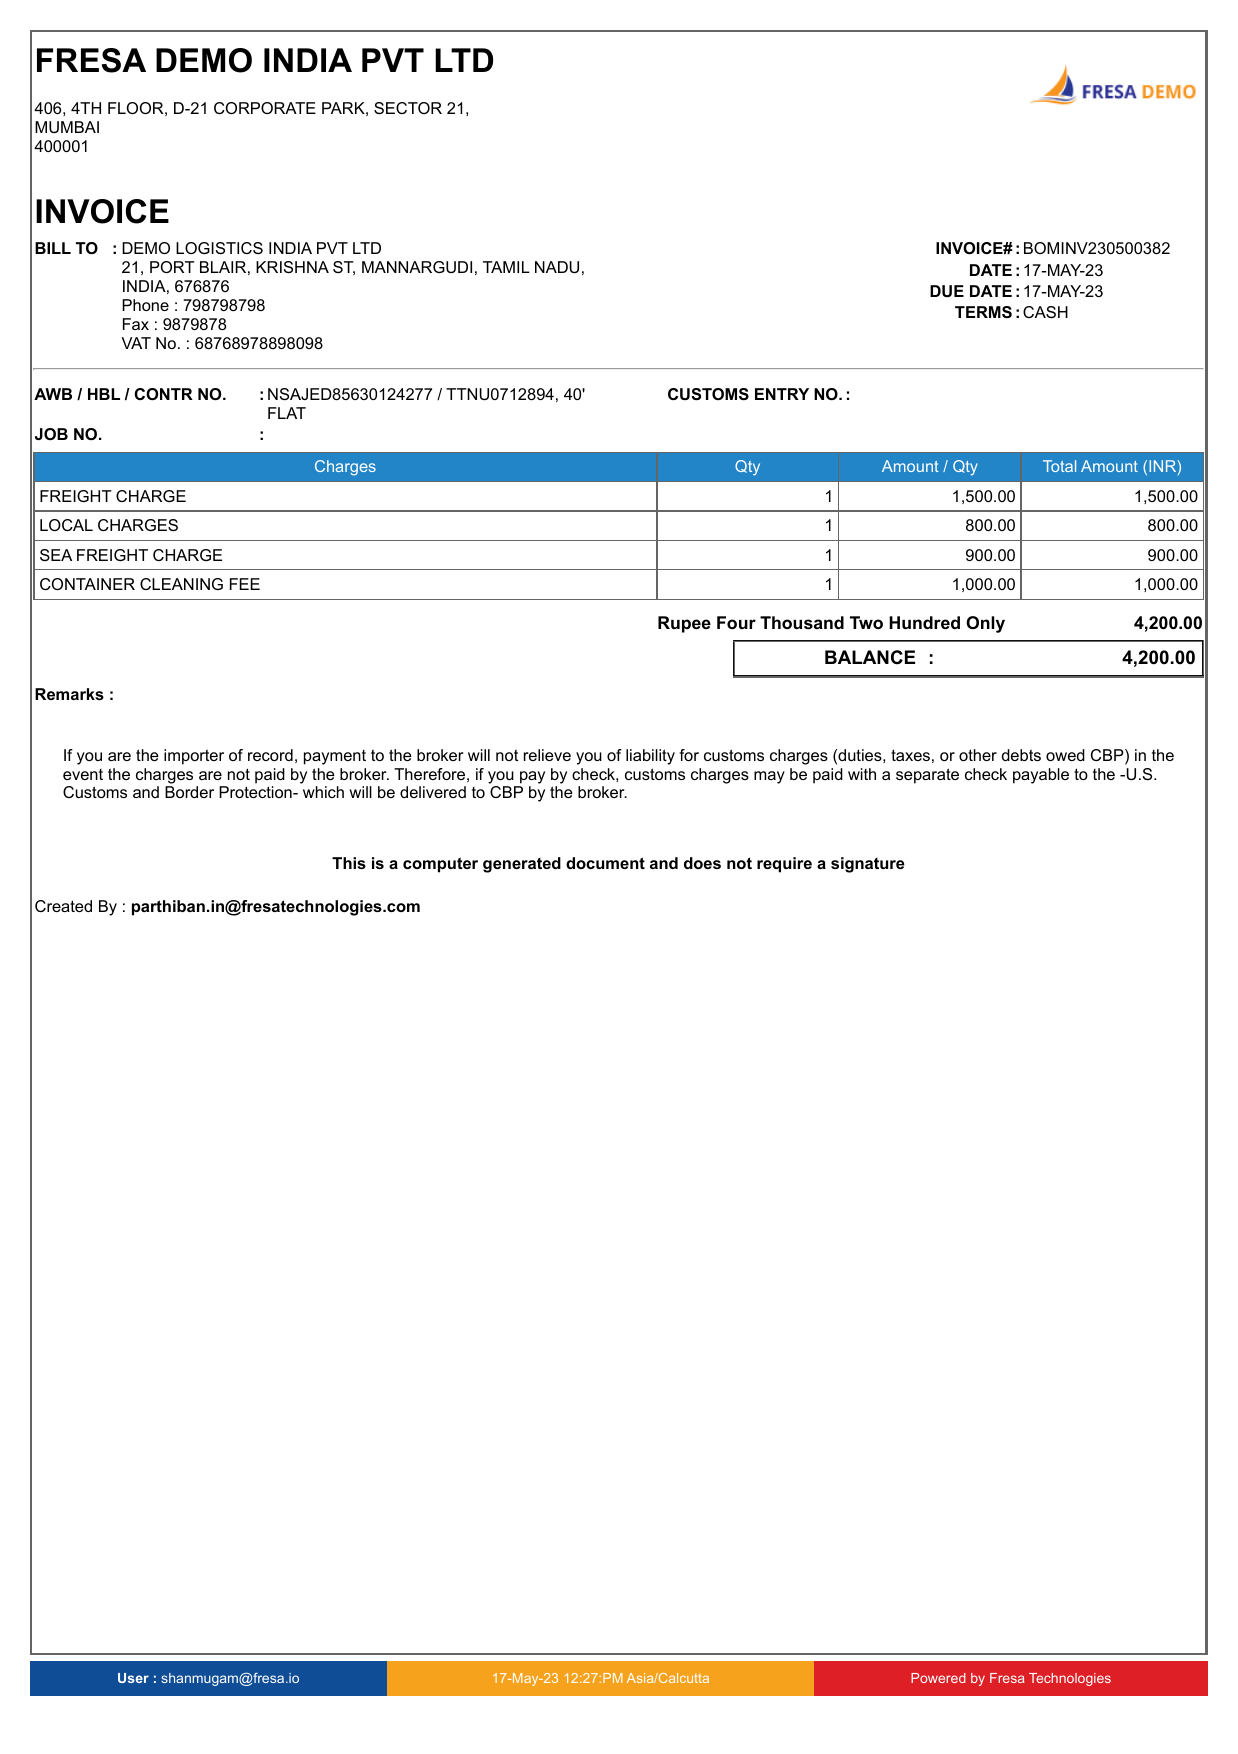 FRESA DEMO INDIA PVT LTD
FRESA DEMO
406, 4TH FLOOR, D-21 CORPORATE PARK, SECTOR 21,
MUMBAI
400001
INVOICE
BILL TO : DEMO LOGISTICS INDIA PVT LTD
21, PORT BLAIR, KRISHNA ST, MANNARGUDI, TAMIL NADU,
INDIA, 676876
Phone : 798798798
Fax : 9879878
VAT No. : 68768978898098
INVOICE# : BOMINV230500382
DATE : 17-MAY-23
DUE DATE : 17-MAY-23
TERMS : CASH
AWB / HBL / CONTR NO. : NSAJED85630124277 / TTNU0712894, 40'
FLAT
CUSTOMS ENTRY NO. :
JOB NO. :
Charges Qty Amount / Qty Total Amount (INR)
FREIGHT CHARGE 1 1,500.00 1,500.00
LOCAL CHARGES 1 800.00 800.00
SEA FREIGHT CHARGE 1 900.00 900.00
CONTAINER CLEANING FEE 1 1,000.00 1,000.00
Rupee Four Thousand Two Hundred Only 4,200.00
BALANCE : 4,200.00
Remarks :
If you are the importer of record, payment to the broker will not relieve you of liability for customs charges (duties, taxes, or other debts owed CBP) in the
event the charges are not paid by the broker. Therefore, if you pay by check, customs charges may be paid with a separate check payable to the -U.S.
Customs and Border Protection- which will be delivered to CBP by the broker.
This is a computer generated document and does not require a signature
Created By : parthiban.in@fresatechnologies.com
User : shanmugam@fresa.io
17-May-23 12:27:PM Asia/Calcutta
Powered by Fresa Technologies